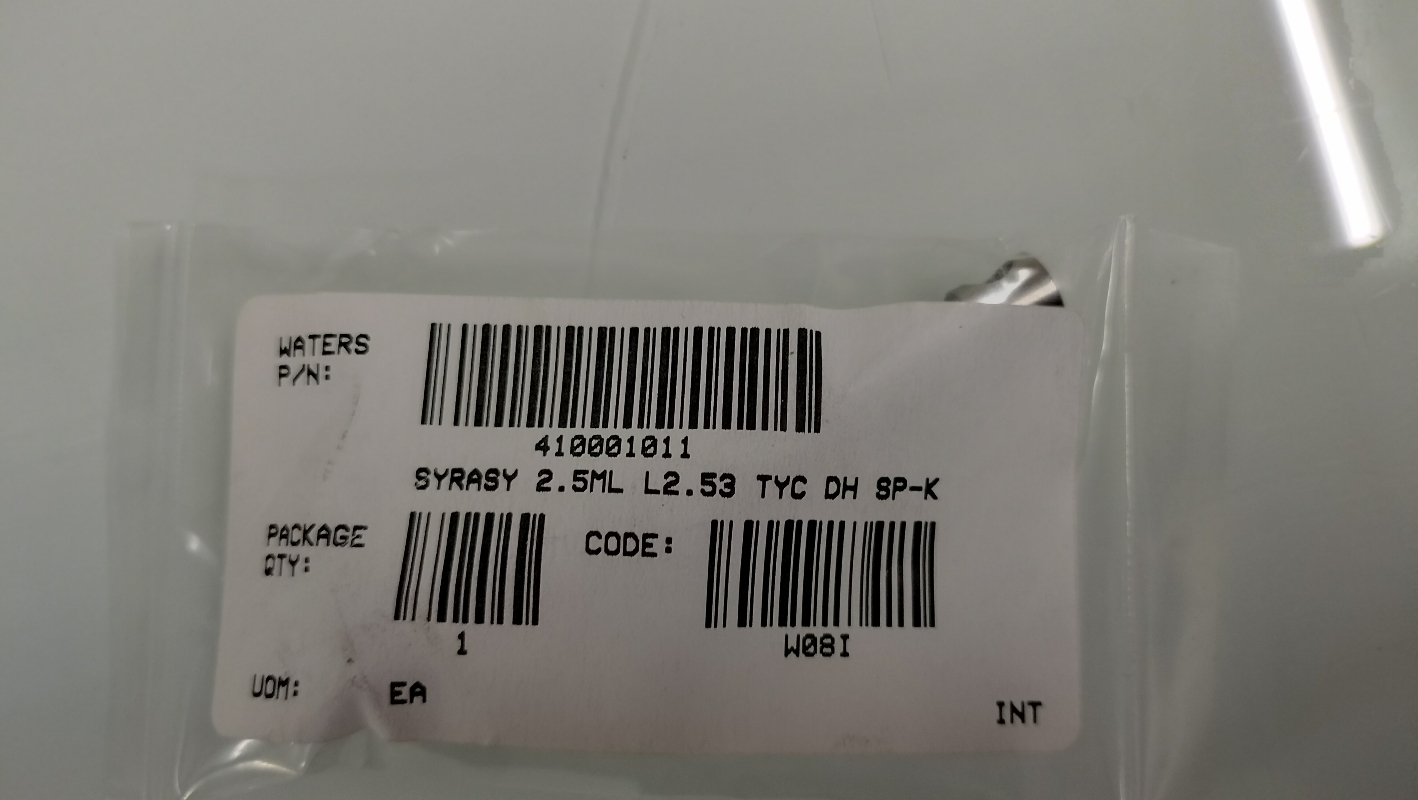 WATERS
P/N:
410001011
SYRASY 2.5ML L2.53 TYC DH SP-K
PACKAGE
QTY:
1
CODE:
W08I
UOM: EA
INT